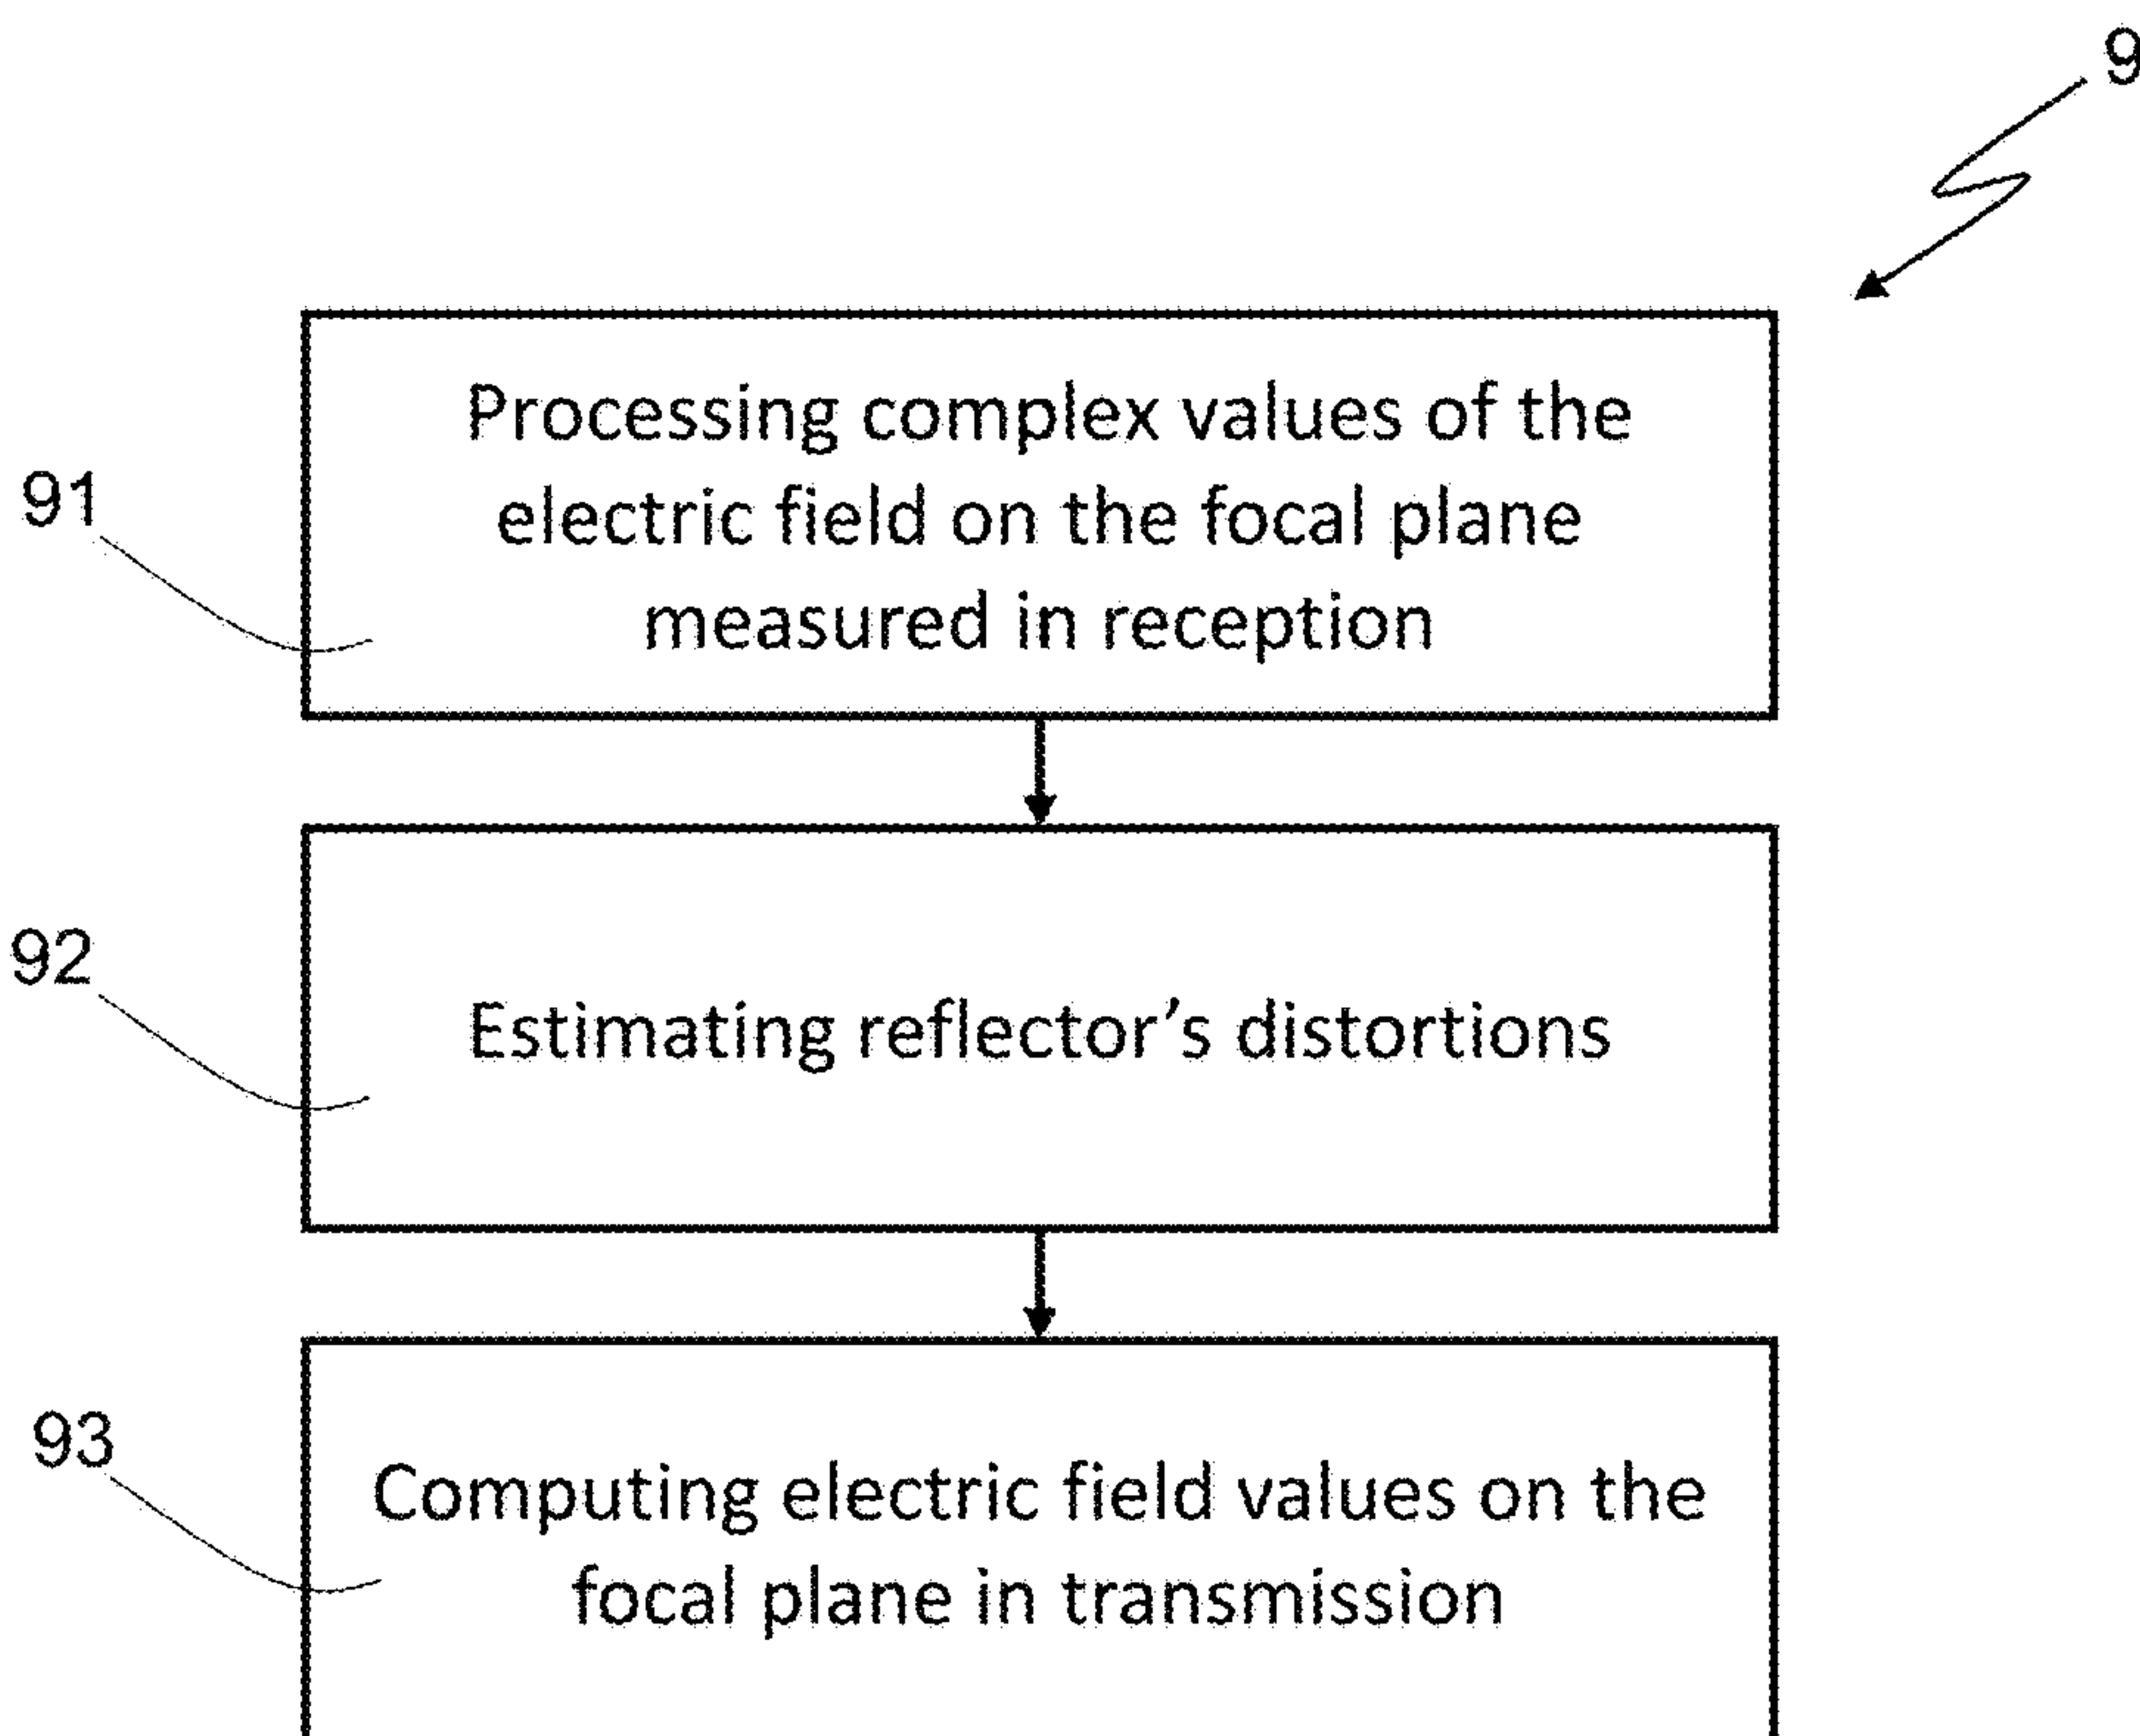 9
Processing complex values of the
electric field on the focal plane
measured in reception
91
Estimating reflector’s distortions
92
Computing electric field values on the
focal plane in transmission
93